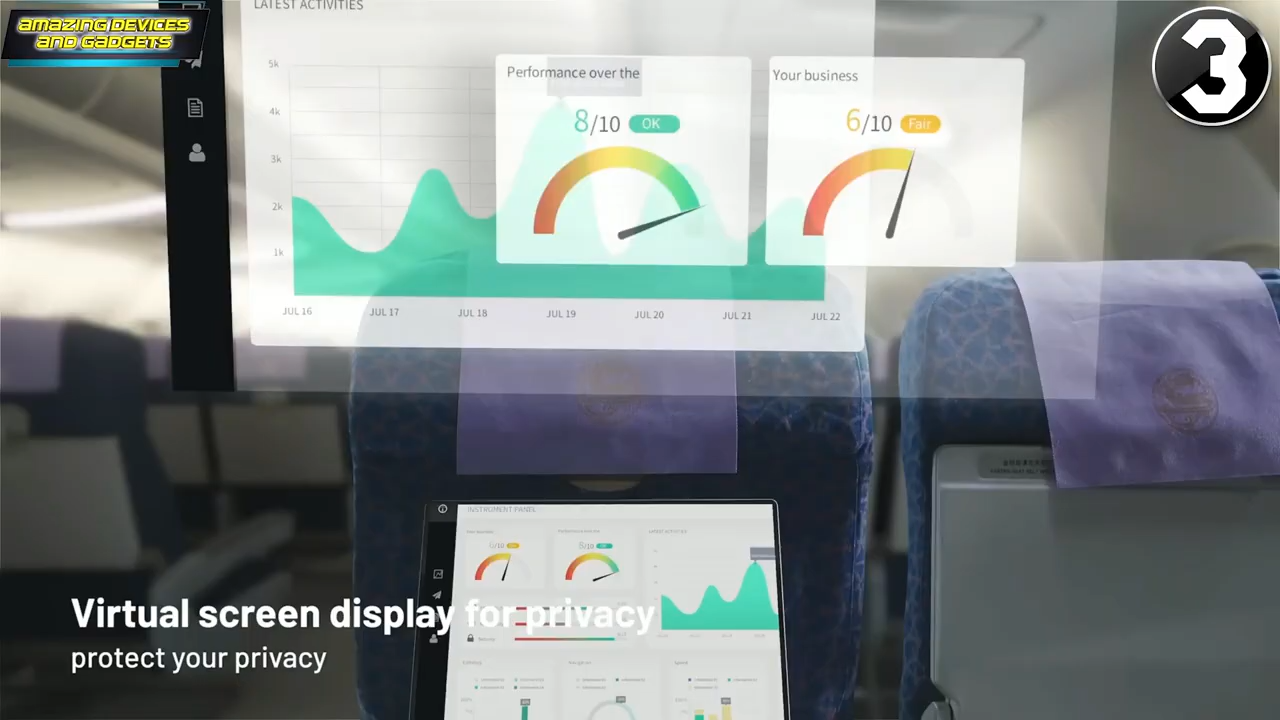 AMAZING DEVICES
AND GADGETS
3
LATEST ACTIVITIES
5k
4k
3k
2k
1k
JUL 16
JUL 17
JUL 18
JUL 19
JUL 20
JUL 21
JUL 22
Performance over the
8/10 OK
Your business
6/10 Fair
INSTRUMENT PANEL
LATEST ACTIVITIES
Virtual screen display for privacy
protect your privacy